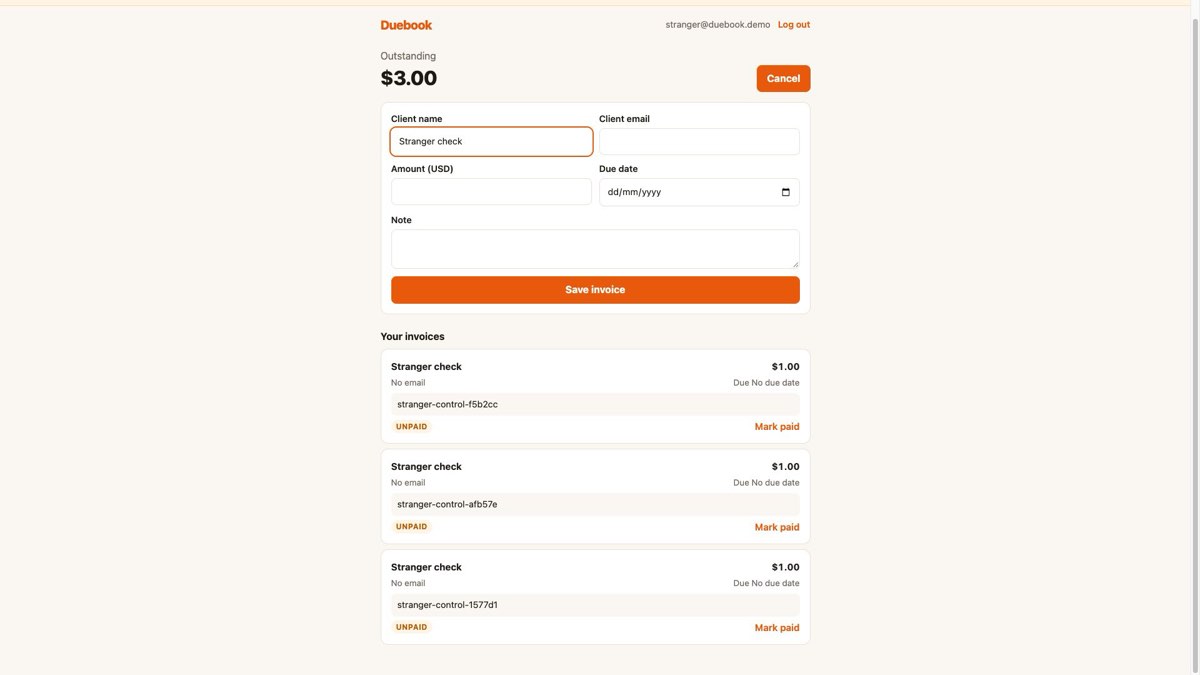 Duebook
stranger@duebook.demo Log out
Outstanding
$3.00
Cancel
Client name Client email
Stranger check
Amount (USD) Due date
dd/mm/yyyy
Note
Save invoice
Your invoices
Stranger check $1.00
No email Due No due date
stranger-control-f5b2cc
UNPAID Mark paid
Stranger check $1.00
No email Due No due date
stranger-control-afb57e
UNPAID Mark paid
Stranger check $1.00
No email Due No due date
stranger-control-1577d1
UNPAID Mark paid